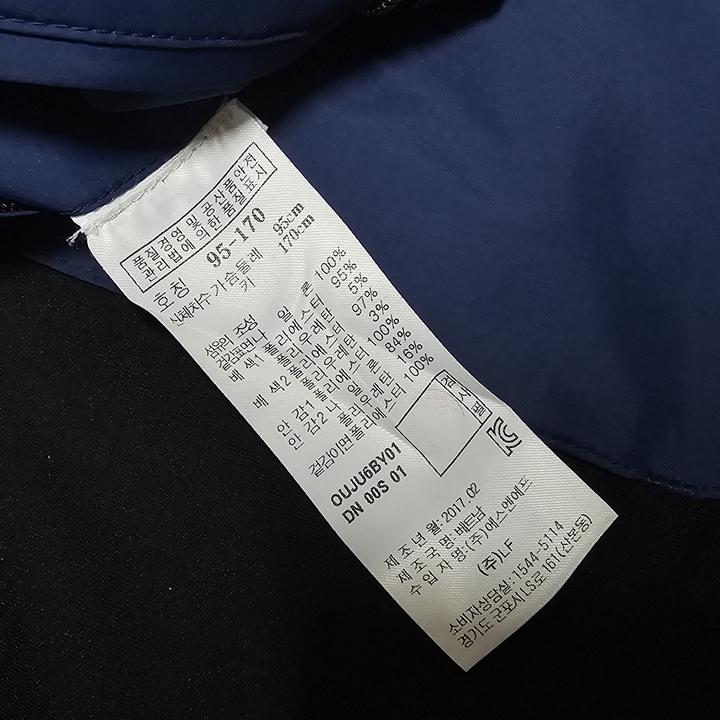 품질경영 및 공산품안전
관리법에 의한 품질표시
호칭 95-170
신체치수 가슴둘레 95cm
키 170cm
섬유의 조성
겉감표면 나 일 론 100%
배 색1 폴리에스터 95%
폴리우레탄 5%
배 색2 폴리에스터 97%
폴리우레탄 3%
안 감1 폴리에스터 100%
안 감2 나 일 론 84%
폴리우레탄 16%
겉감이면 폴리에스터 100%
검사필
OUJU6BY01
DN 00S 01
제 조 년 월: 2017.02
제 조 국 명: 베트남
수 입 자 명: (주)에스엔에프
(주)LF
소비자상담실: 1544-5114
경기도 군포시 LS로 161(산본동)